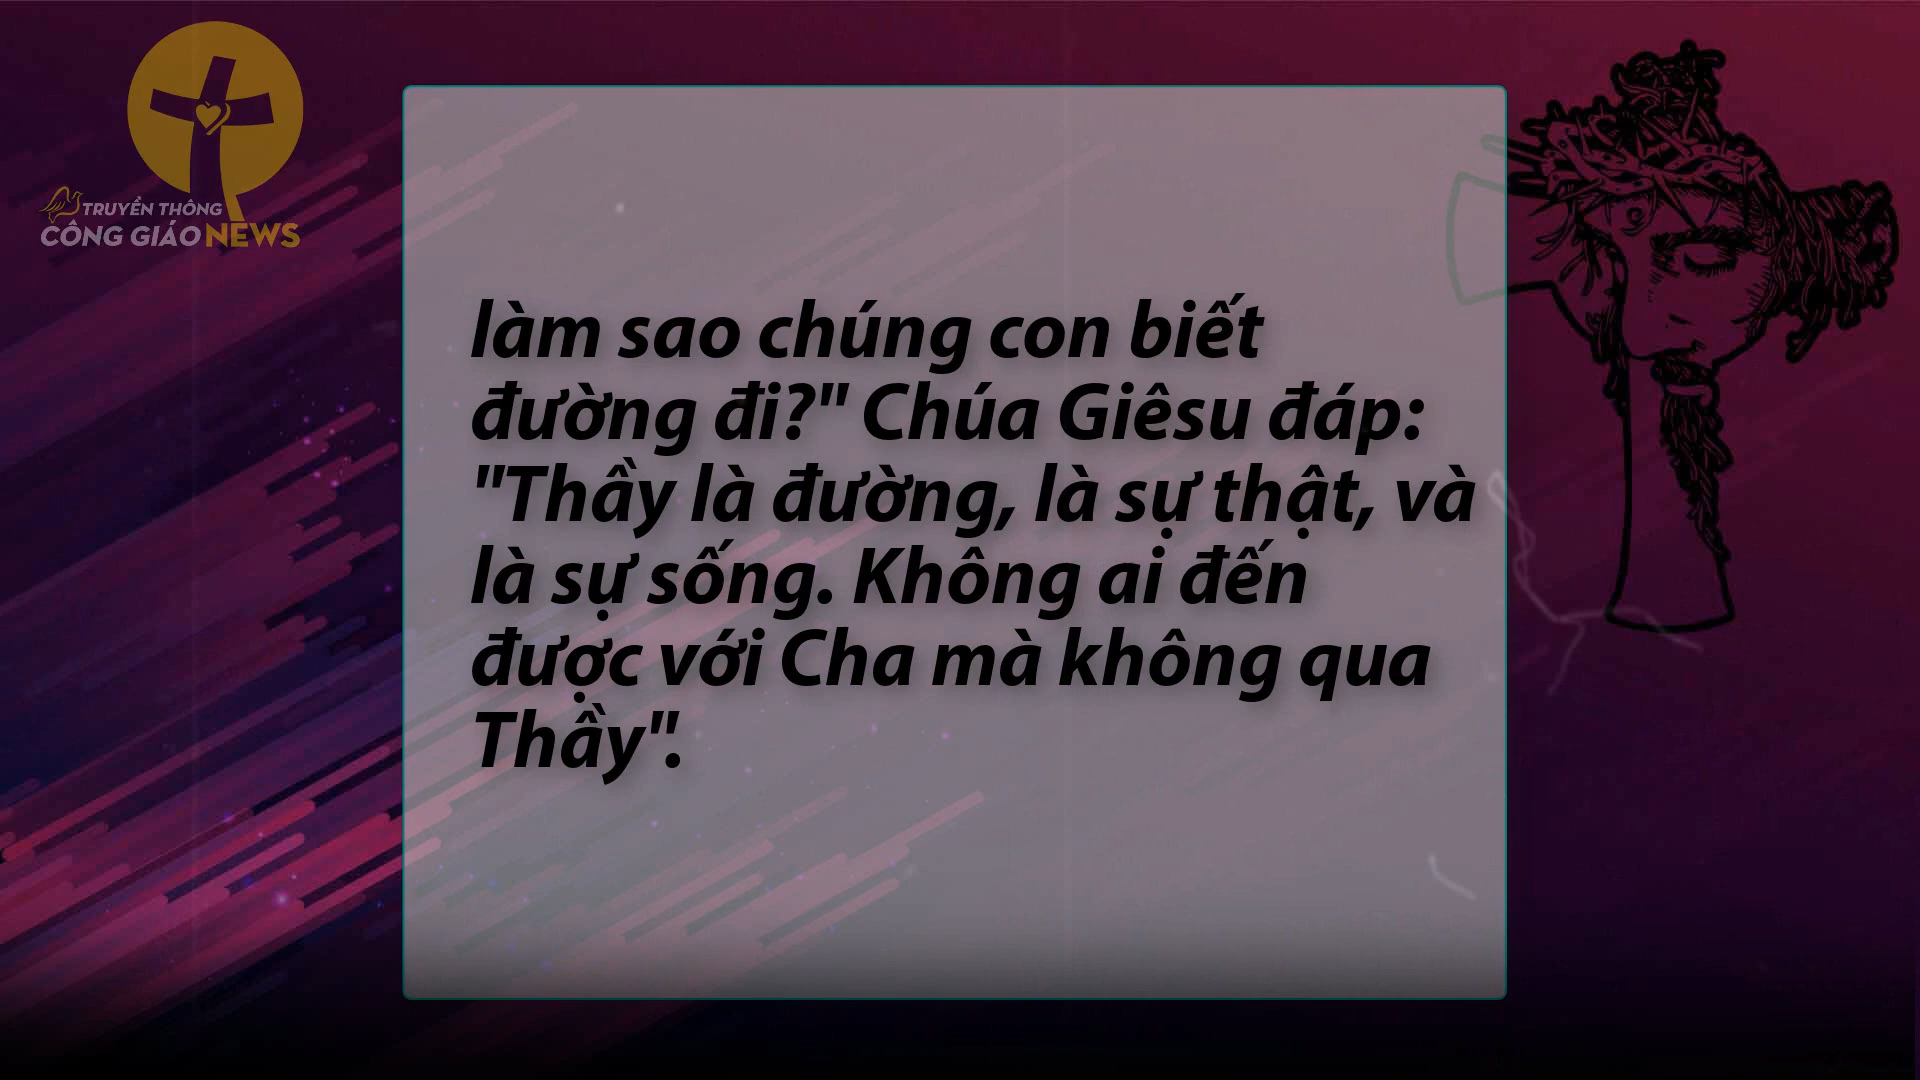 TRUYỀN THÔNG
CÔNG GIÁO NEWS
làm sao chúng con biết
đường đi?" Chúa Giêsu đáp:
"Thầy là đường, là sự thật, và
là sự sống. Không ai đến
được với Cha mà không qua
Thầy".